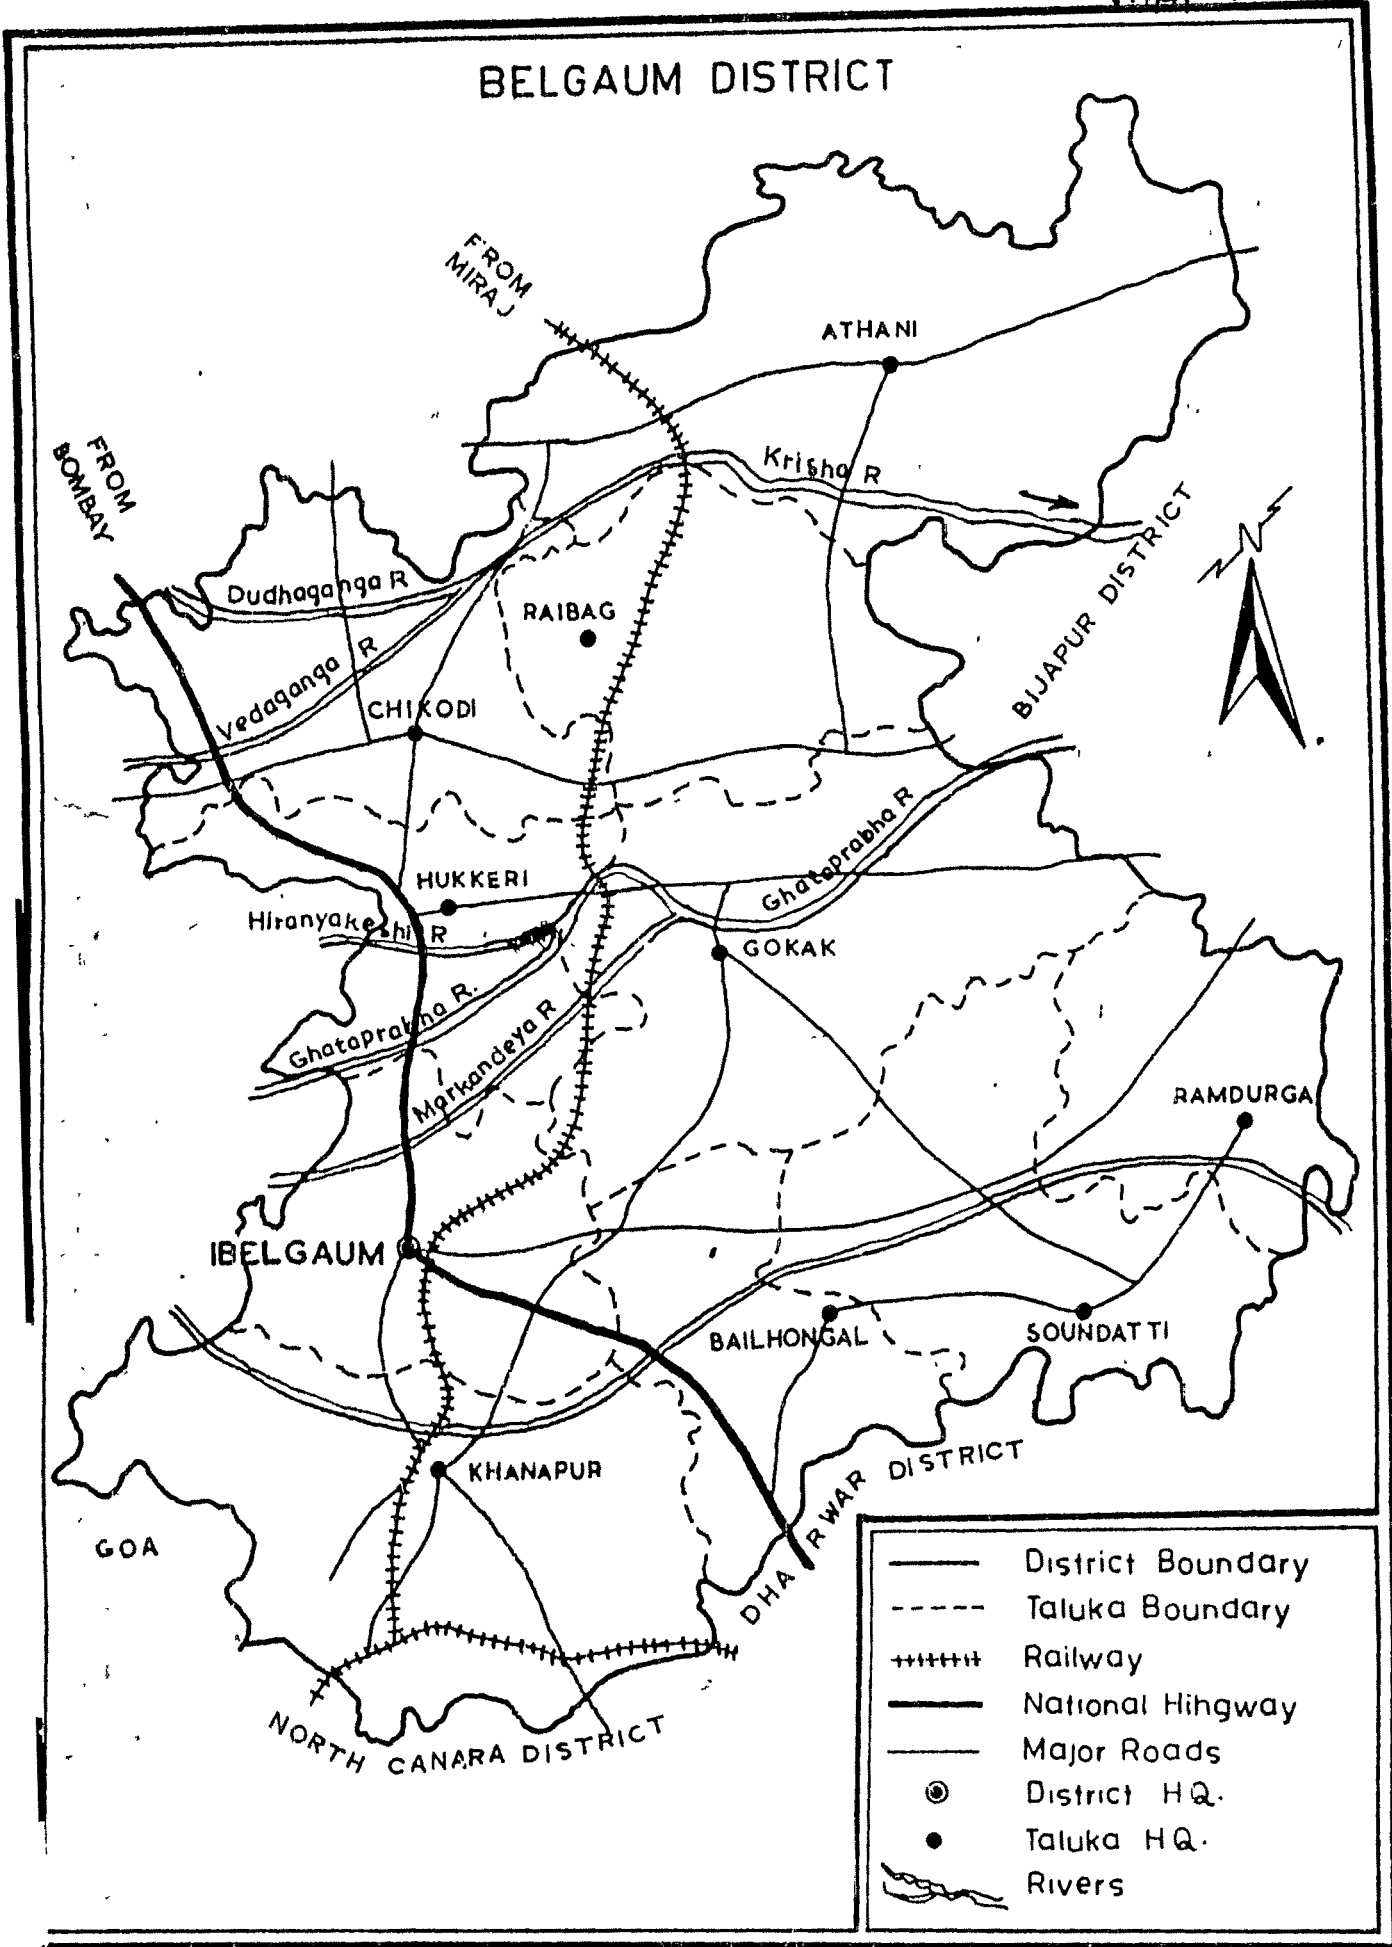 BELGAUM DISTRICT
FROM
MIRAJ
ATHANI
FROM
BOMBAY
Krisha R
Dudhaganga R
RAIBAG
BIJAPUR DISTRICT
N
Vedaganga R
CHIKODI
Ghataprabha R
HUKKERI
Hiranyakeshi R
GOKAK
Ghataprabha R.
Markandeya R
RAMDURGA
BELGAUM
BAILHONGAL
SOUNDATTI
KHANAPUR
DHARWAR DISTRICT
GOA
NORTH CANARA DISTRICT
District Boundary
Taluka Boundary
Railway
National Hihgway
Major Roads
District HQ.
Taluka HQ.
Rivers